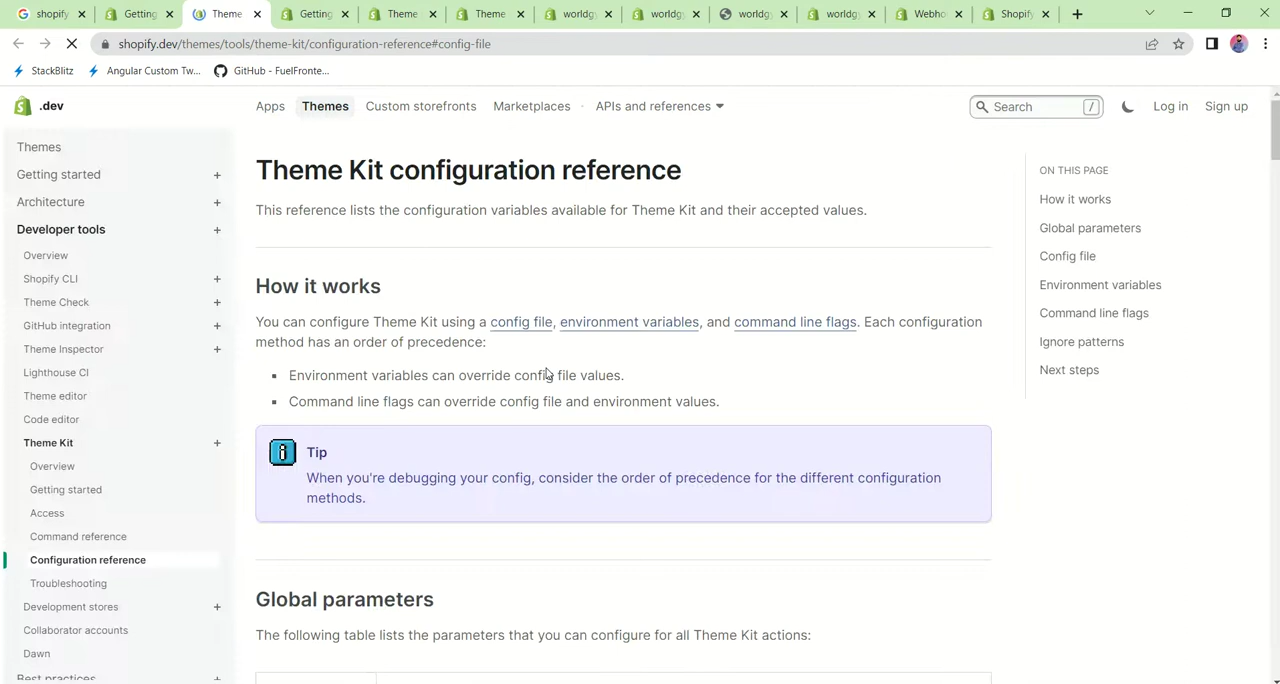 shopify
Getting
Theme
Getting
Theme
Theme
worldgy
worldgy
worldgy
worldgy
Webho
Shopify
shopify.dev/themes/tools/theme-kit/configuration-reference#config-file
StackBlitz
Angular Custom Tw...
GitHub - FuelFronte...
.dev
Apps
Themes
Custom storefronts
Marketplaces
APIs and references
Search
/
Log in
Sign up
Themes
Getting started
Architecture
Developer tools
Overview
Shopify CLI
Theme Check
GitHub integration
Theme Inspector
Lighthouse CI
Theme editor
Code editor
Theme Kit
Overview
Getting started
Access
Command reference
Configuration reference
Troubleshooting
Development stores
Collaborator accounts
Dawn
Best practices
Theme Kit configuration reference
This reference lists the configuration variables available for Theme Kit and their accepted values.
How it works
You can configure Theme Kit using a config file, environment variables, and command line flags. Each configuration
method has an order of precedence:
Environment variables can override config file values.
Command line flags can override config file and environment values.
Tip
When you're debugging your config, consider the order of precedence for the different configuration
methods.
Global parameters
The following table lists the parameters that you can configure for all Theme Kit actions:
ON THIS PAGE
How it works
Global parameters
Config file
Environment variables
Command line flags
Ignore patterns
Next steps